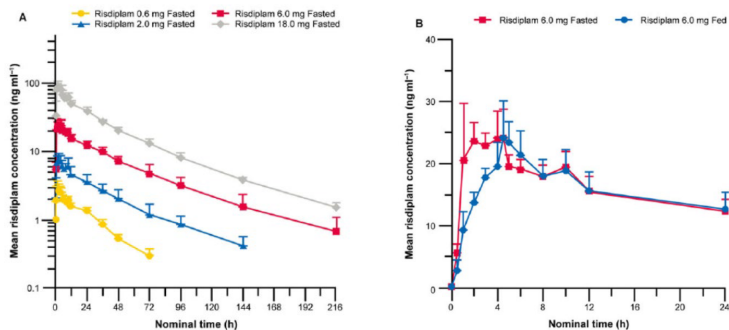 A
Risdiplam 0.6 mg Fasted
Risdiplam 6.0 mg Fasted
Risdiplam 2.0 mg Fasted
Risdiplam 18.0 mg Fasted
Mean risdiplam concentration (ng ml⁻¹)
100
10
1
0.1
0 24 48 72 96 120 144 168 192 216
Nominal time (h)
B
Risdiplam 6.0 mg Fasted
Risdiplam 6.0 mg Fed
Mean risdiplam concentration (ng ml⁻¹)
40
30
20
10
0
0 4 8 12 24
Nominal time (h)